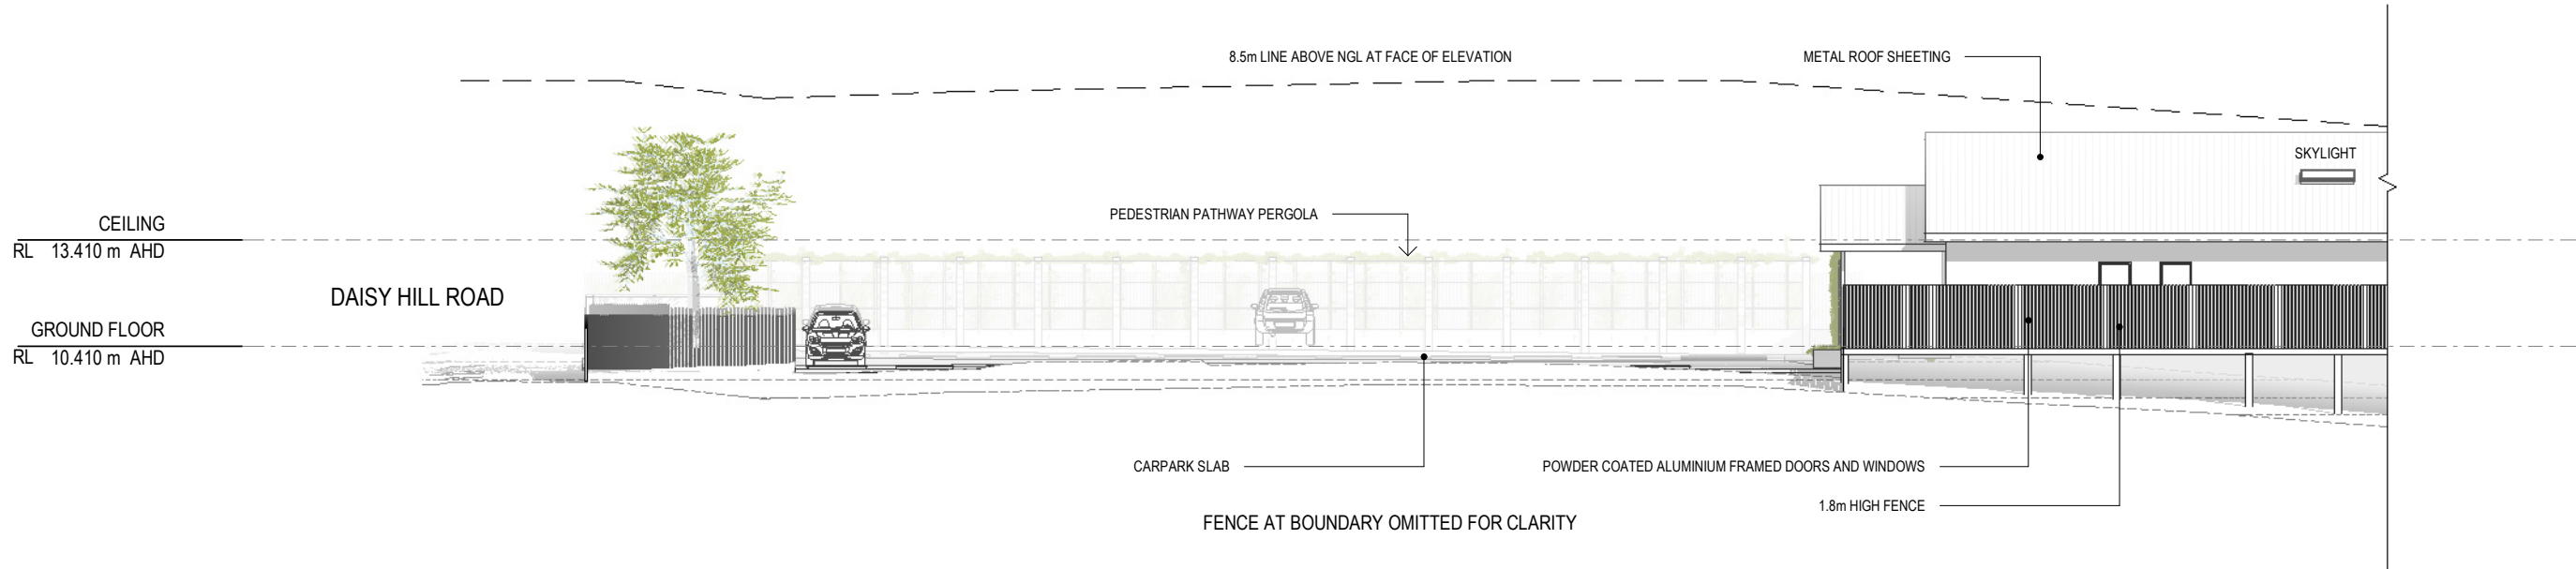 8.5m LINE ABOVE NGL AT FACE OF ELEVATION
METAL ROOF SHEETING
SKYLIGHT
PEDESTRIAN PATHWAY PERGOLA
CEILING
RL 13.410 m AHD
DAISY HILL ROAD
GROUND FLOOR
RL 10.410 m AHD
CARPARK SLAB
POWDER COATED ALUMINIUM FRAMED DOORS AND WINDOWS
1.8m HIGH FENCE
FENCE AT BOUNDARY OMITTED FOR CLARITY